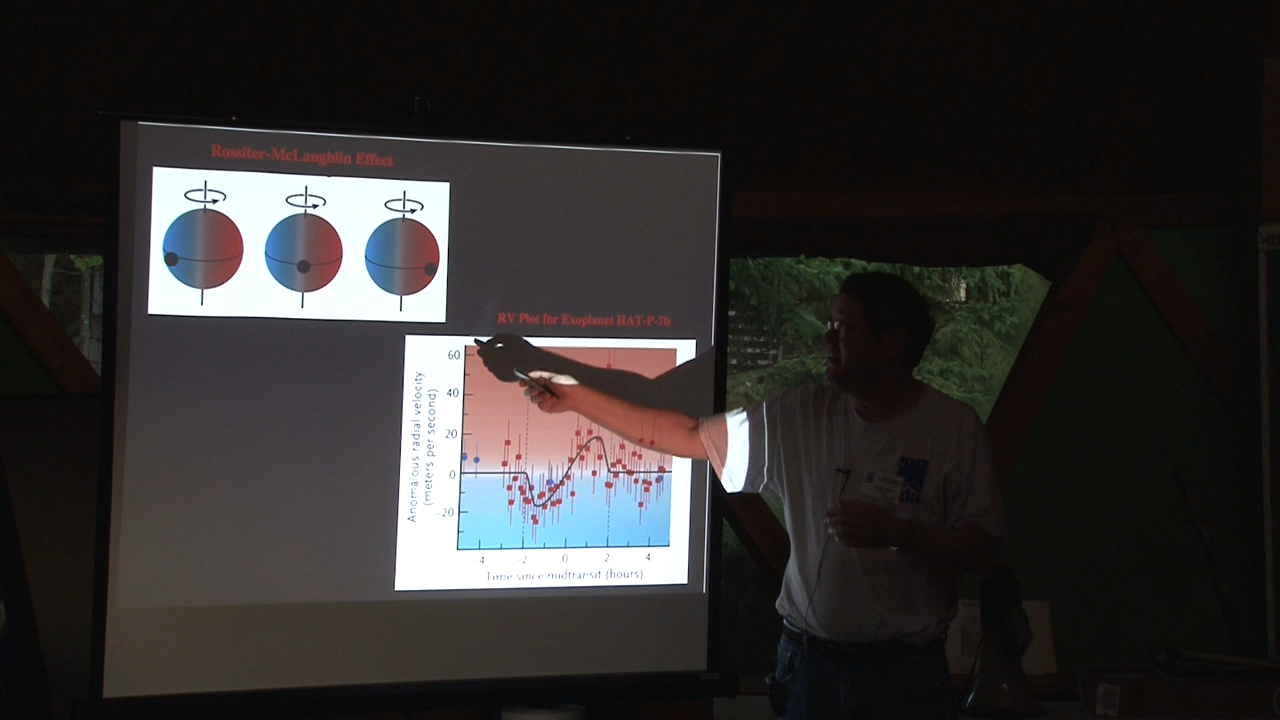 Rossiter-McLaughlin Effect
RV Plot for Exoplanet HAT-P-7b
60
40
20
0
-20
Anomalous radial velocity
(meters per second)
-4 -2 0 2 4
Time since midtransit (hours)